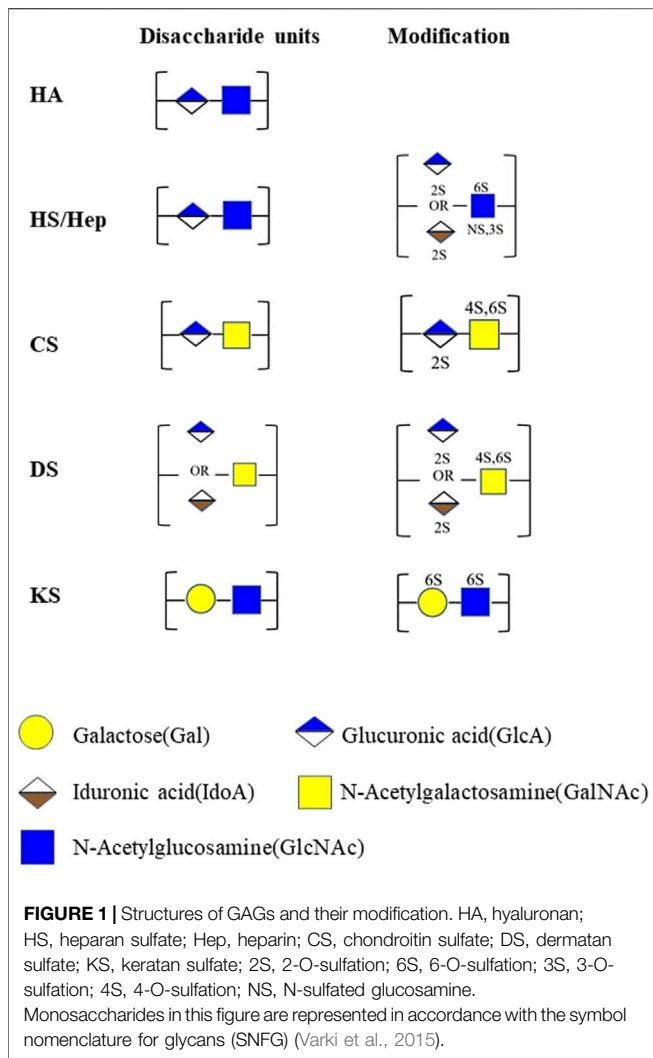 Disaccharide units Modification
HA
HS/Hep
2S 6S
OR
NS,3S
2S
CS
4S,6S
2S
DS
OR
2S 4S,6S
OR
2S
KS
6S 6S
Galactose(Gal) Glucuronic acid(GlcA)
Iduronic acid(IdoA) N-Acetylgalactosamine(GalNAc)
N-Acetylglucosamine(GlcNAc)
FIGURE 1 | Structures of GAGs and their modification. HA, hyaluronan;
HS, heparan sulfate; Hep, heparin; CS, chondroitin sulfate; DS, dermatan
sulfate; KS, keratan sulfate; 2S, 2-O-sulfation; 6S, 6-O-sulfation; 3S, 3-O-
sulfation; 4S, 4-O-sulfation; NS, N-sulfated glucosamine.
Monosaccharides in this figure are represented in accordance with the symbol
nomenclature for glycans (SNFG) (Varki et al., 2015).